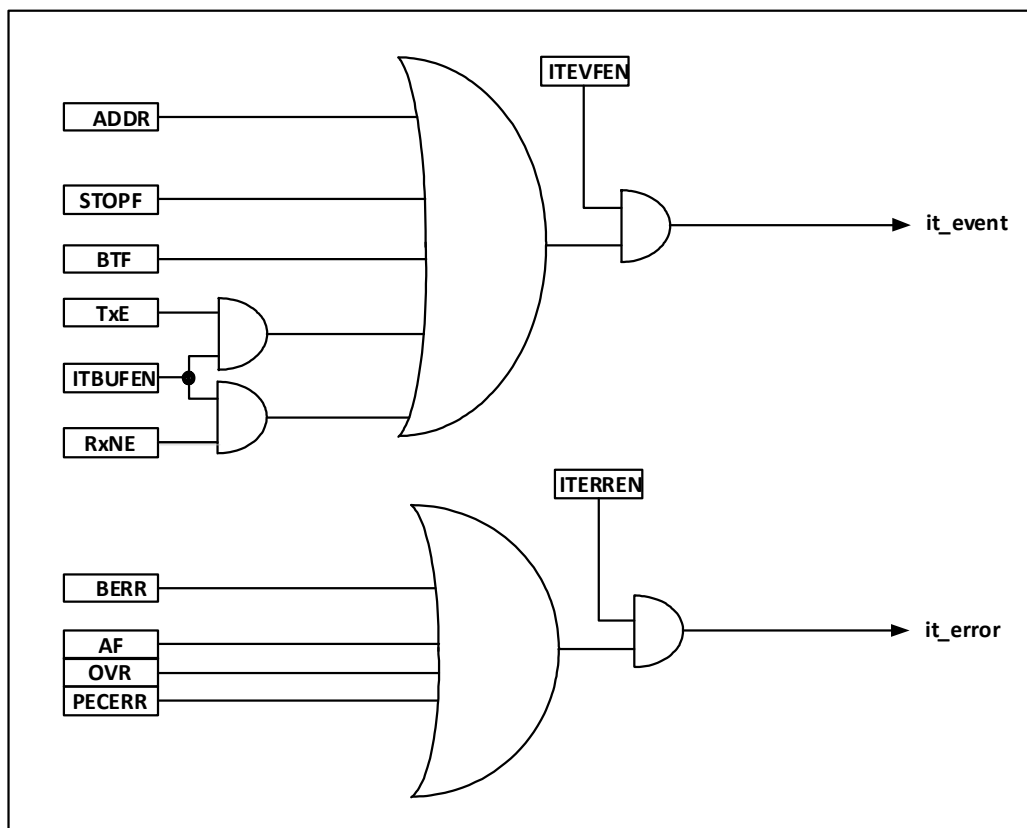 ITEVFEN
ADDR
STOPF
it_event
BTF
TxE
ITBUFEN
RxNE
ITERREN
BERR
it_error
AF
OVR
PECERR